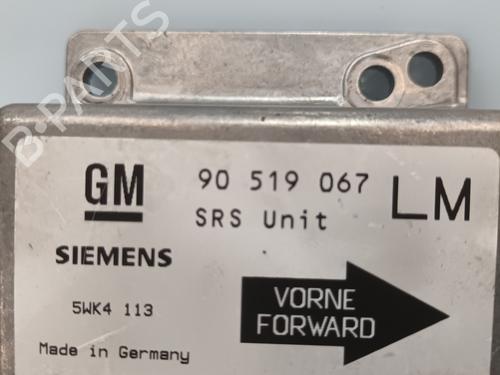 B-PARTS
GM
90 519 067
LM
SRS Unit
SIEMENS
5WK4 113
VORNE
FORWARD
Made in Germany